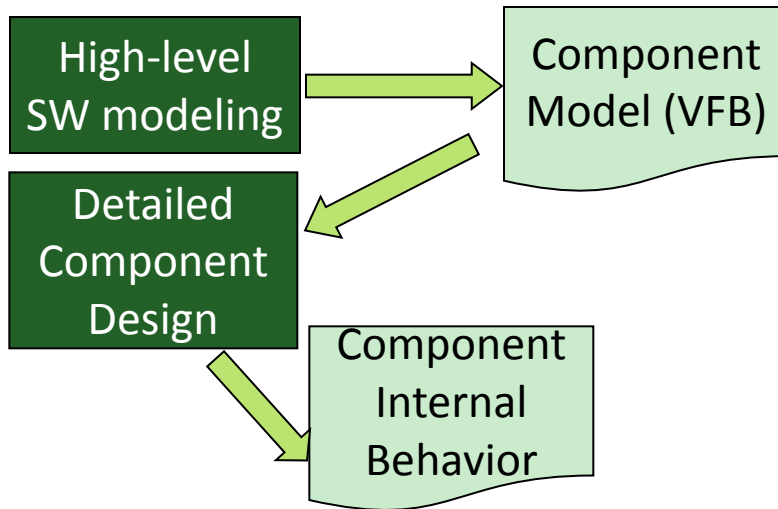 High-level
SW modeling
Component
Model (VFB)
Detailed
Component
Design
Component
Internal
Behavior